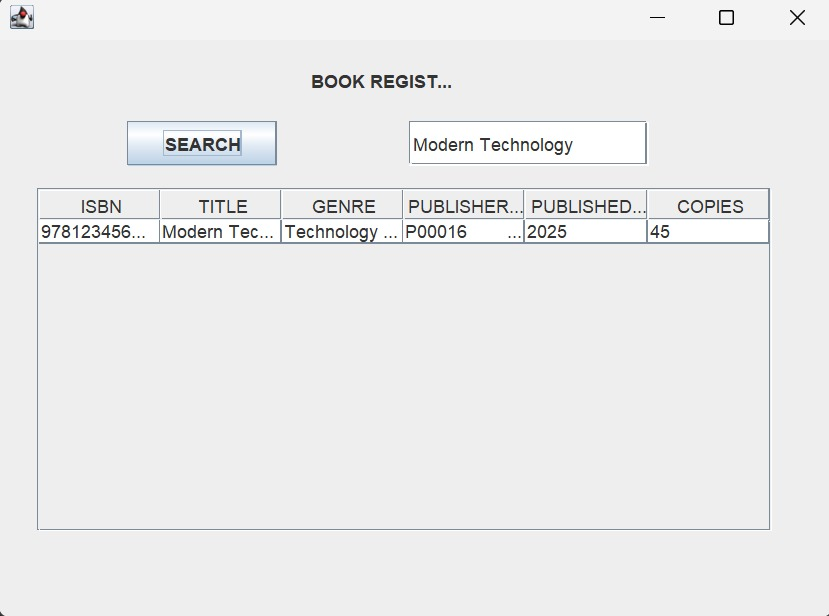 BOOK REGIST...
SEARCH Modern Technology
ISBN TITLE GENRE PUBLISHER... PUBLISHED... COPIES
978123456... Modern Tec... Technology ... P00016 ... 2025 45